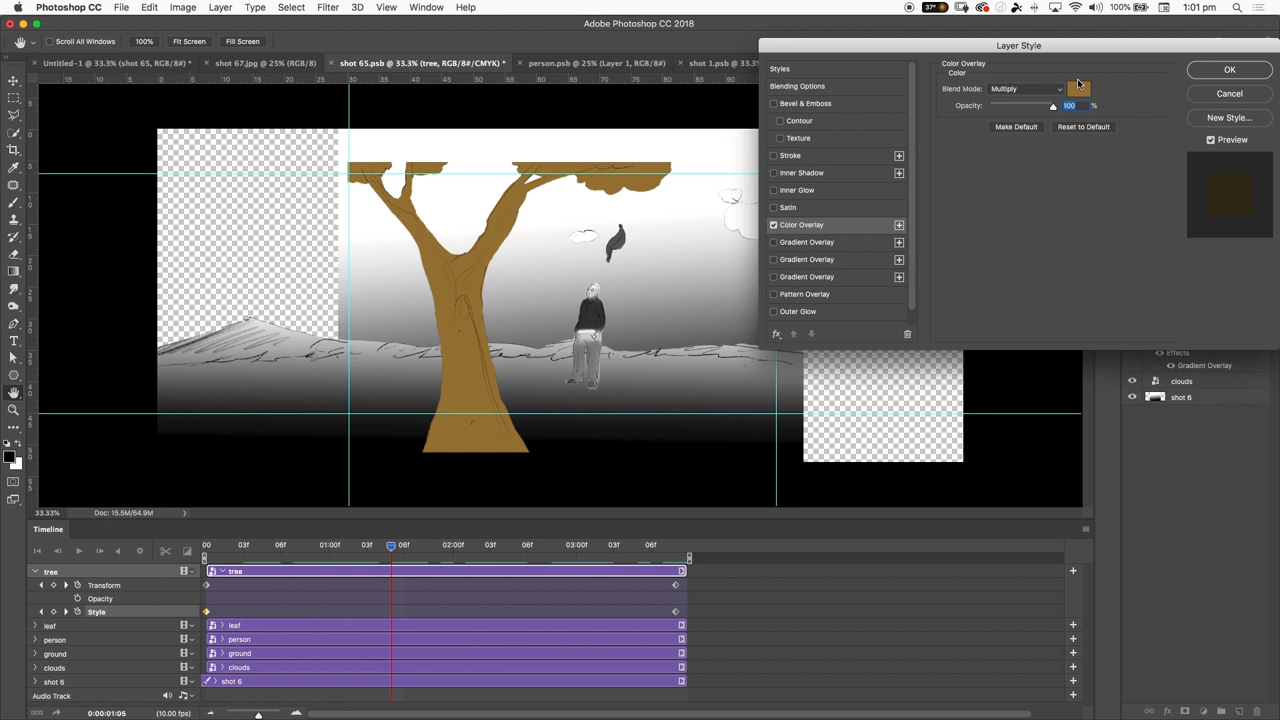 File Edit Image Layer Type Select Filter 3D View Window Help
37° 100% 1:01 pm
Adobe Photoshop CC 2018
Scroll All Windows 100% Fit Screen Fill Screen
Untitled-1 @ 33.3% (shot 65, RGB/8#) * shot 67.jpg @ 25% (RGB/8) shot 65.psb @ 33.3% (tree, RGB/8#/CMYK) * person.psb @ 25% (Layer 1, RGB/8) shot 1.psb @ 33.3%
Layer Style
Styles
Blending Options
Bevel & Emboss
Contour
Texture
Stroke
Inner Shadow
Inner Glow
Satin
Color Overlay
Gradient Overlay
Gradient Overlay
Gradient Overlay
Pattern Overlay
Outer Glow
fx
Color Overlay
Color
Blend Mode: Multiply
Opacity: 100 %
Make Default Reset to Default
OK
Cancel
New Style...
Preview
Effects
Gradient Overlay
clouds
shot 6
33.33% Doc: 15.5M/64.9M
Timeline
00 03f 06f 01:00f 03f 06f 02:00f 03f 06f 03:00f 03f 06f
tree tree
Transform
Opacity
Style
leaf leaf
person person
ground ground
clouds clouds
shot 6 shot 6
Audio Track
0:00:01:05 (10.00 fps)